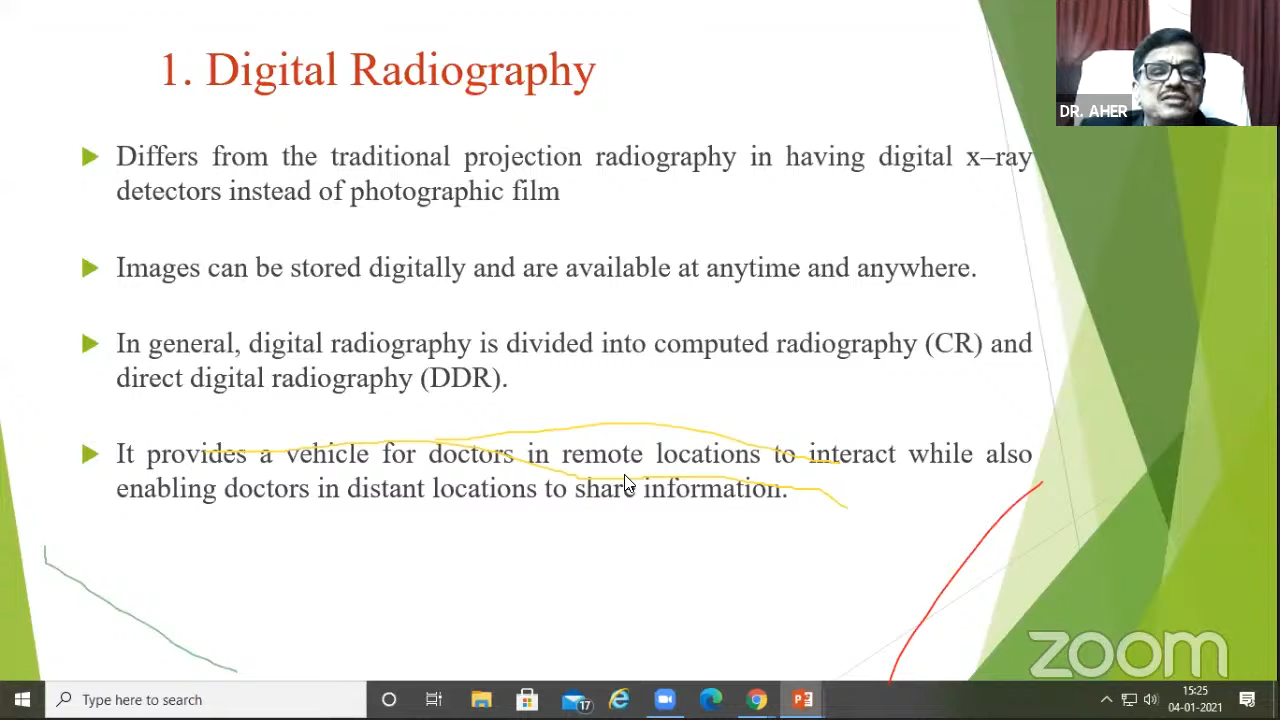 1. Digital Radiography
DR. AHER
Differs from the traditional projection radiography in having digital x–ray
detectors instead of photographic film
Images can be stored digitally and are available at anytime and anywhere.
In general, digital radiography is divided into computed radiography (CR) and
direct digital radiography (DDR).
It provides a vehicle for doctors in remote locations to interact while also
enabling doctors in distant locations to share information.
zoom
Type here to search
17
15:25
04-01-2021